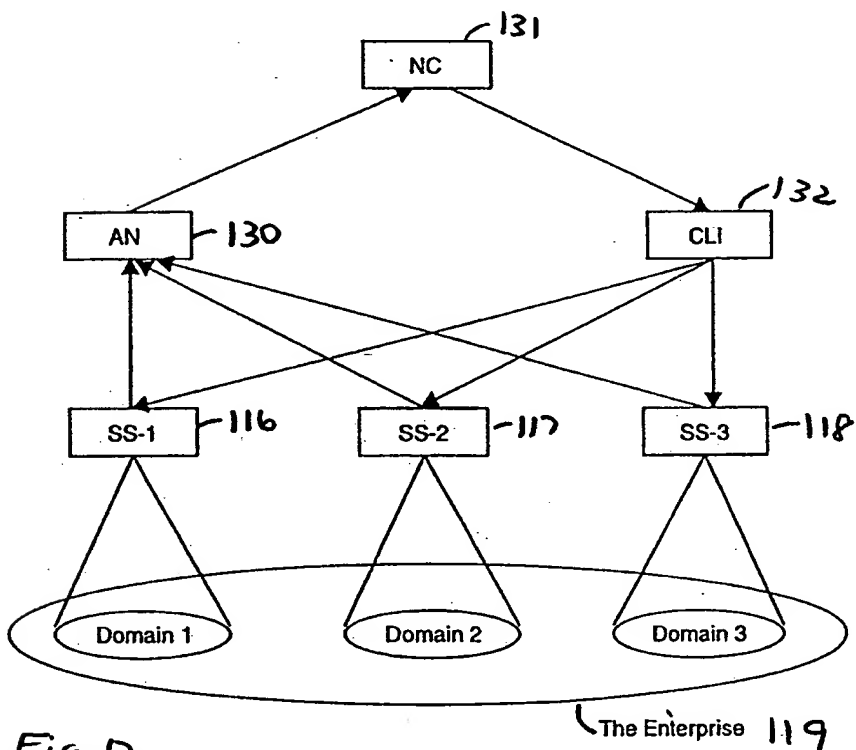 131
NC
132
AN
130
CLI
SS-1
116
SS-2
117
SS-3
118
Domain 1
Domain 2
Domain 3
The Enterprise 119
Fig. D